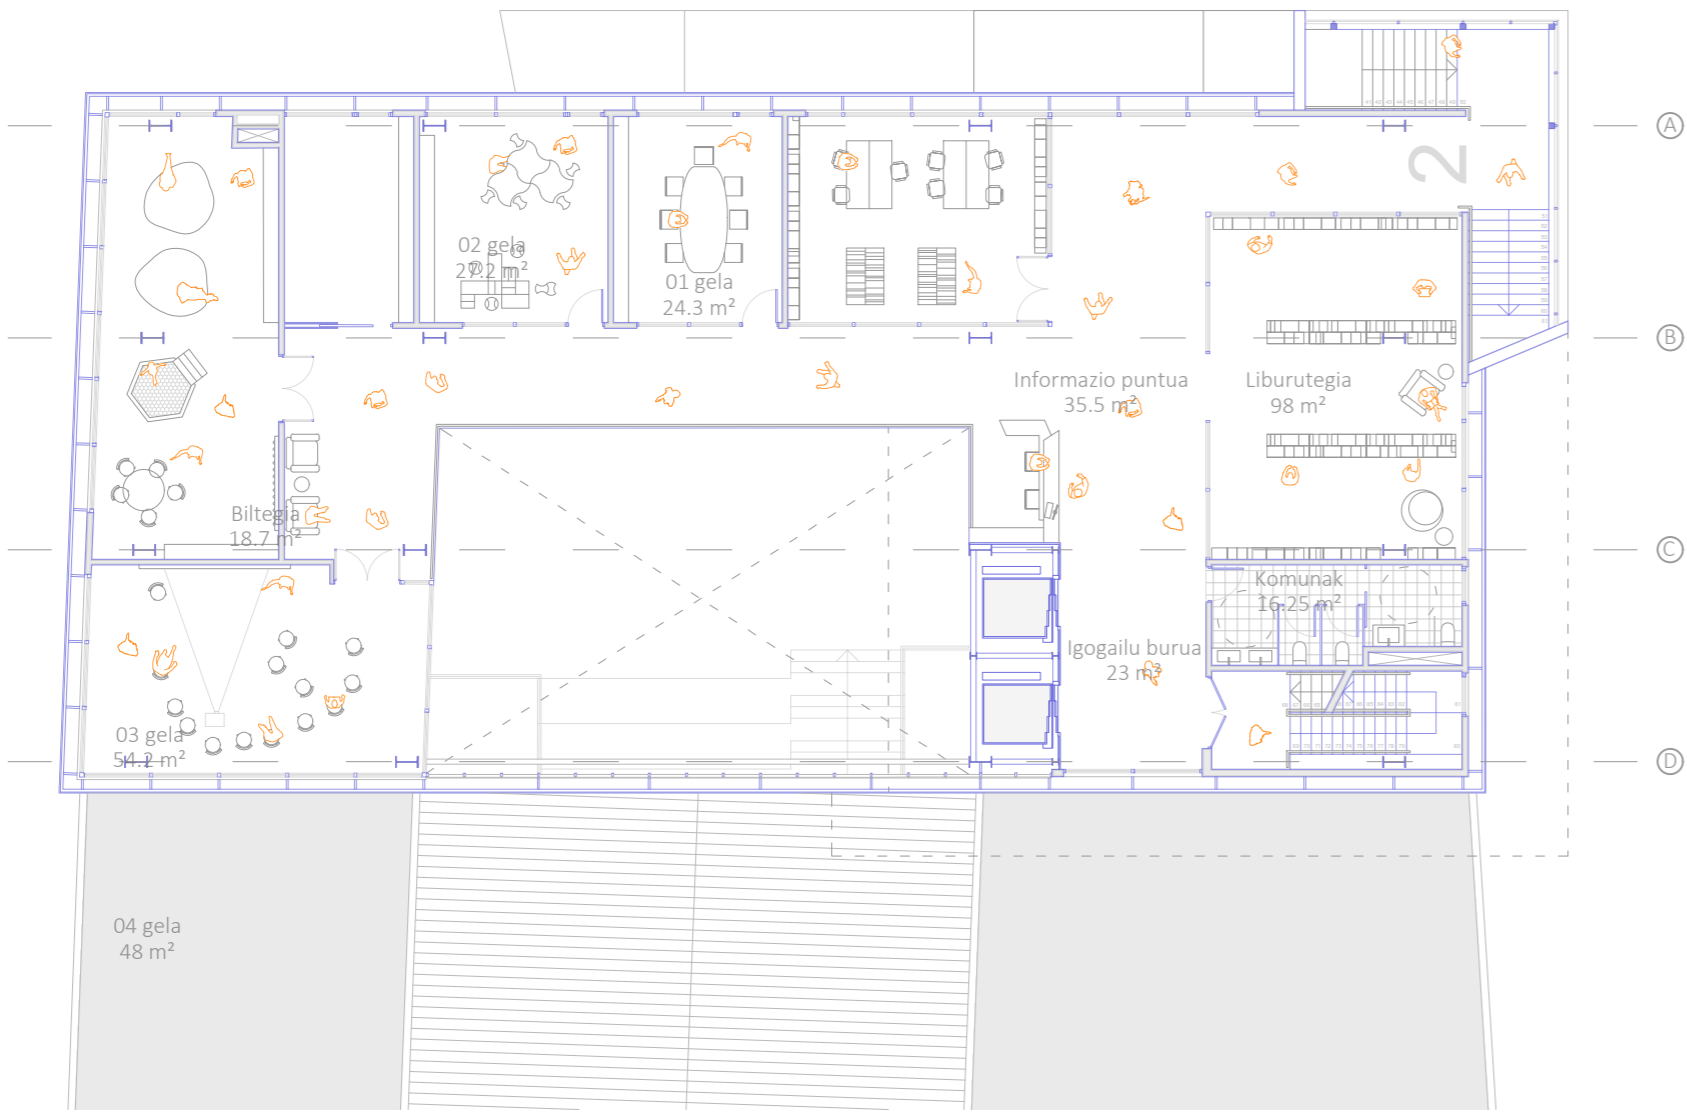 A
2
02 gela
27.2 m²
01 gela
24.3 m²
B
Informazio puntua
35.5 m²
Liburutegia
98 m²
Biltegia
18.7 m²
C
Komunak
16.25 m²
Igogailu burua
23 m²
03 gela
54.2 m²
D
04 gela
48 m²